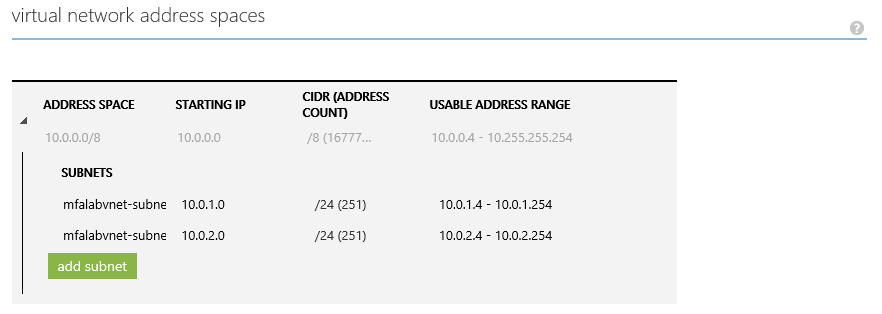 virtual network address spaces
?
ADDRESS SPACE STARTING IP CIDR (ADDRESS COUNT) USABLE ADDRESS RANGE
10.0.0.0/8 10.0.0.0 /8 (16777... 10.0.0.4 - 10.255.255.254
SUBNETS
mfalabvnet-subne 10.0.1.0 /24 (251) 10.0.1.4 - 10.0.1.254
mfalabvnet-subne 10.0.2.0 /24 (251) 10.0.2.4 - 10.0.2.254
add subnet